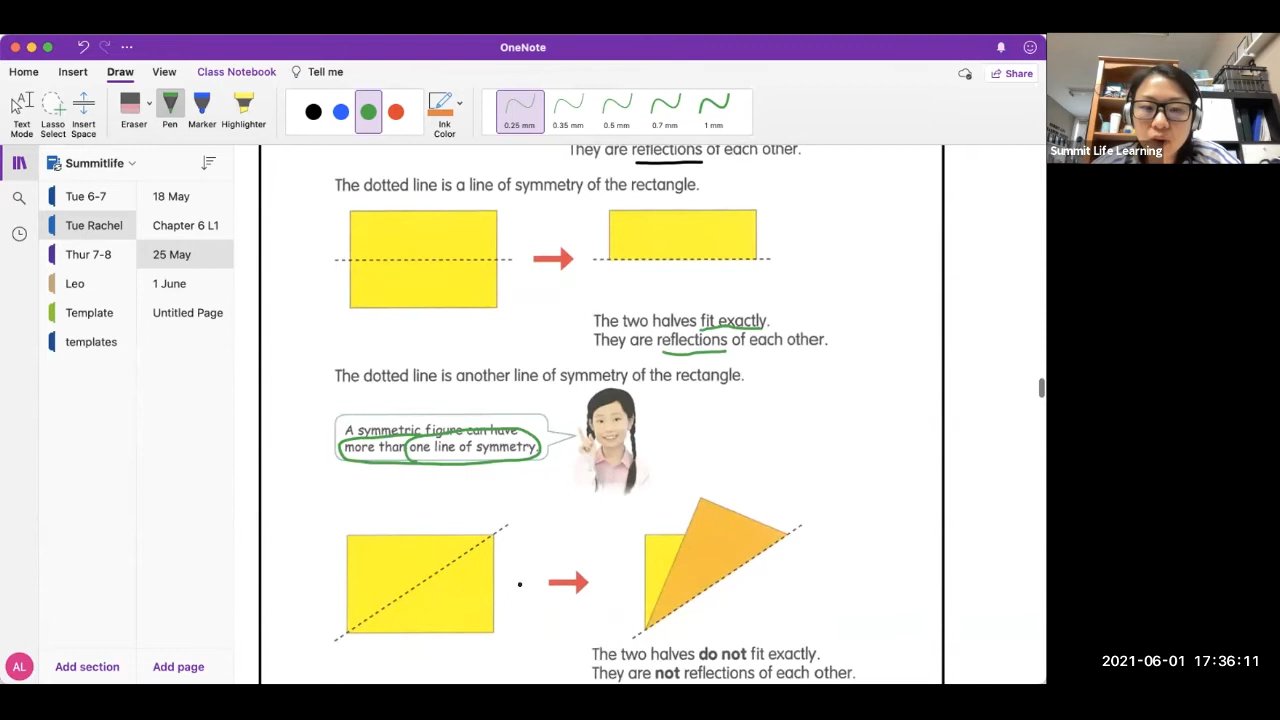 OneNote
Home Insert Draw View Class Notebook Tell me
Share
Text Mode
Lasso Select
Insert Space
Eraser
Pen
Marker
Highlighter
Ink Color
0.25 mm
0.35 mm
0.5 mm
0.7 mm
1 mm
Summit Life Learning
Summitlife
Tue 6-7
Tue Rachel
Thur 7-8
Leo
Template
templates
18 May
Chapter 6 L1
25 May
1 June
Untitled Page
They are reflections of each other.
The dotted line is a line of symmetry of the rectangle.
The two halves fit exactly.
They are reflections of each other.
The dotted line is another line of symmetry of the rectangle.
A symmetric figure can have
more than one line of symmetry.
The two halves do not fit exactly.
They are not reflections of each other.
AL
Add section
Add page
2021-06-01 17:36:11